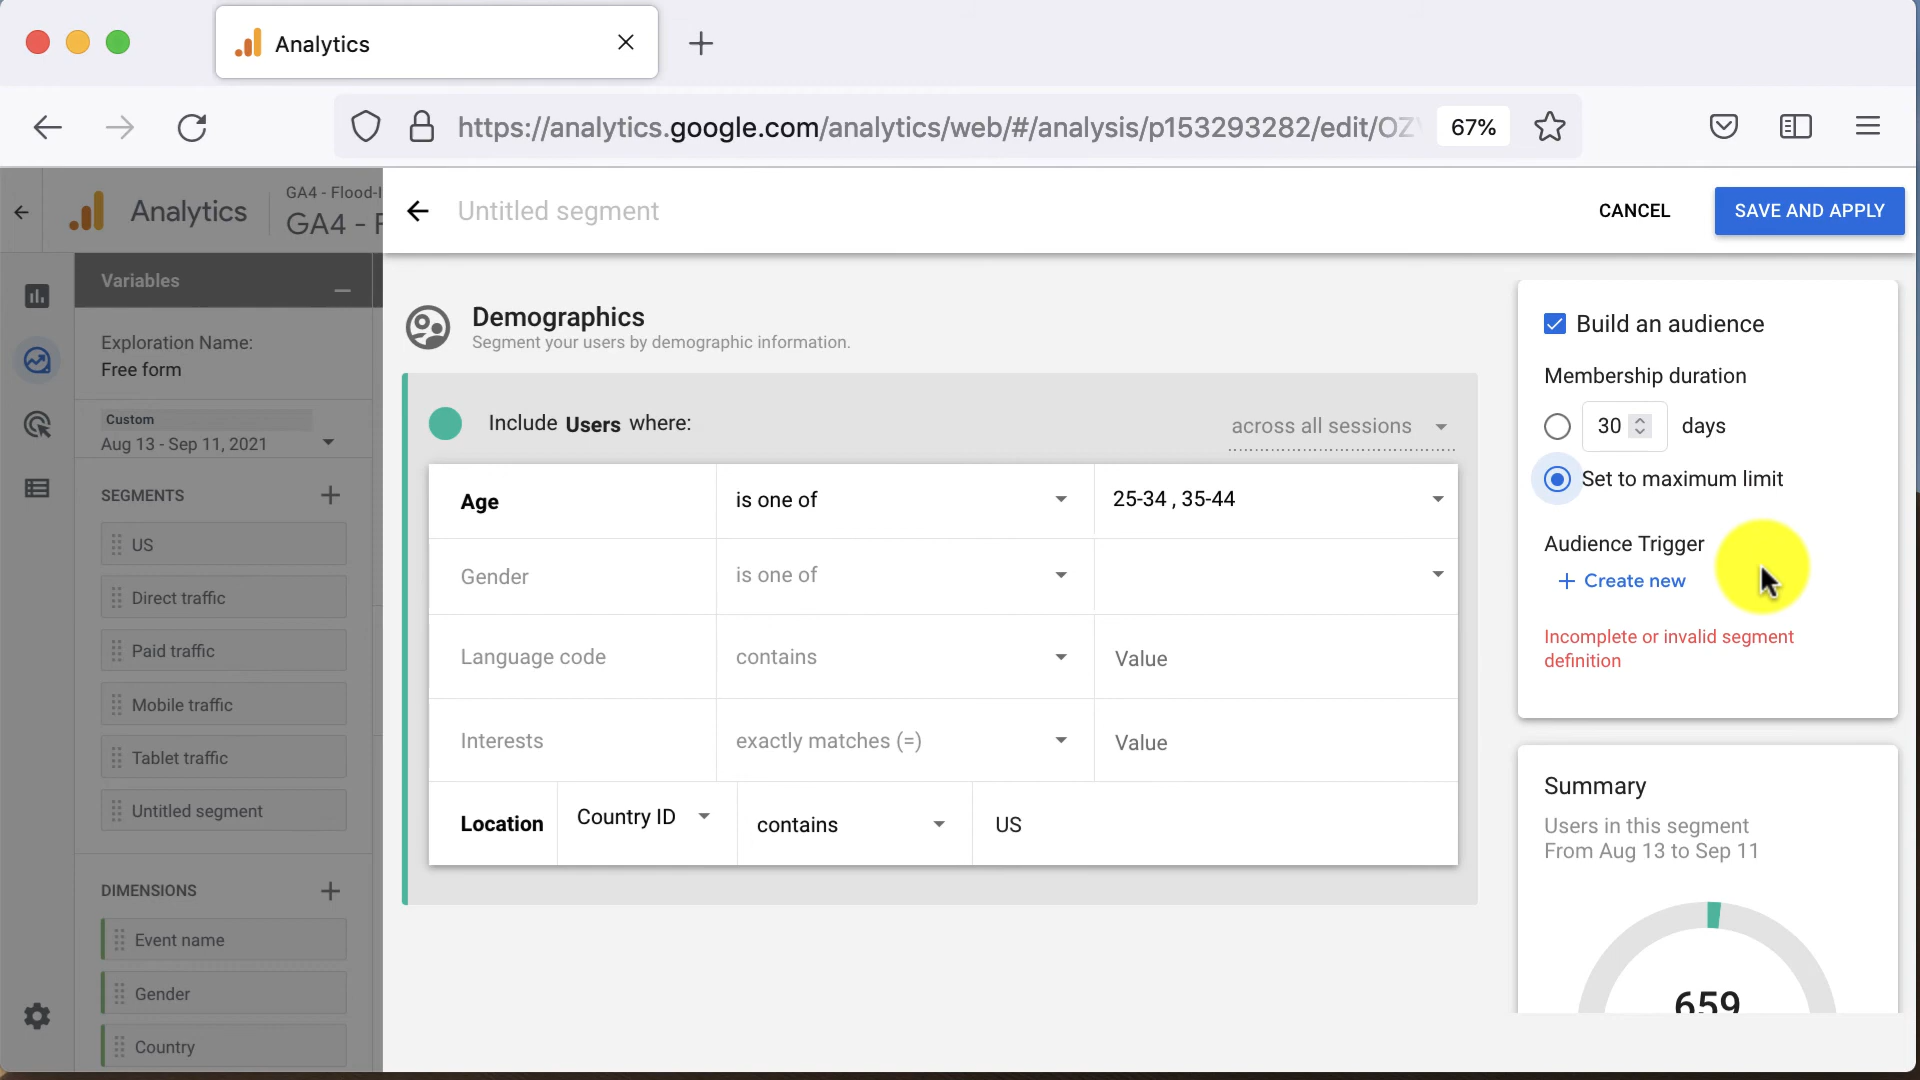 Analytics
https://analytics.google.com/analytics/web/#/analysis/p153293282/edit/OZ
67%
Analytics
GA4 - Flood-I
GA4 - F
Untitled segment
CANCEL
SAVE AND APPLY
Variables
Exploration Name:
Free form
Custom
Aug 13 - Sep 11, 2021
SEGMENTS
US
Direct traffic
Paid traffic
Mobile traffic
Tablet traffic
Untitled segment
DIMENSIONS
Event name
Gender
Country
Demographics
Segment your users by demographic information.
Include Users where:
across all sessions
Age is one of 25-34 , 35-44
Gender is one of
Language code contains Value
Interests exactly matches (=) Value
Location Country ID contains US
Build an audience
Membership duration
30 days
Set to maximum limit
Audience Trigger
+ Create new
Incomplete or invalid segment
definition
Summary
Users in this segment
From Aug 13 to Sep 11
659